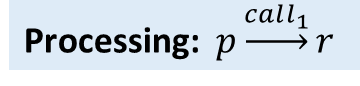 call₁
Processing: p ⟶ r